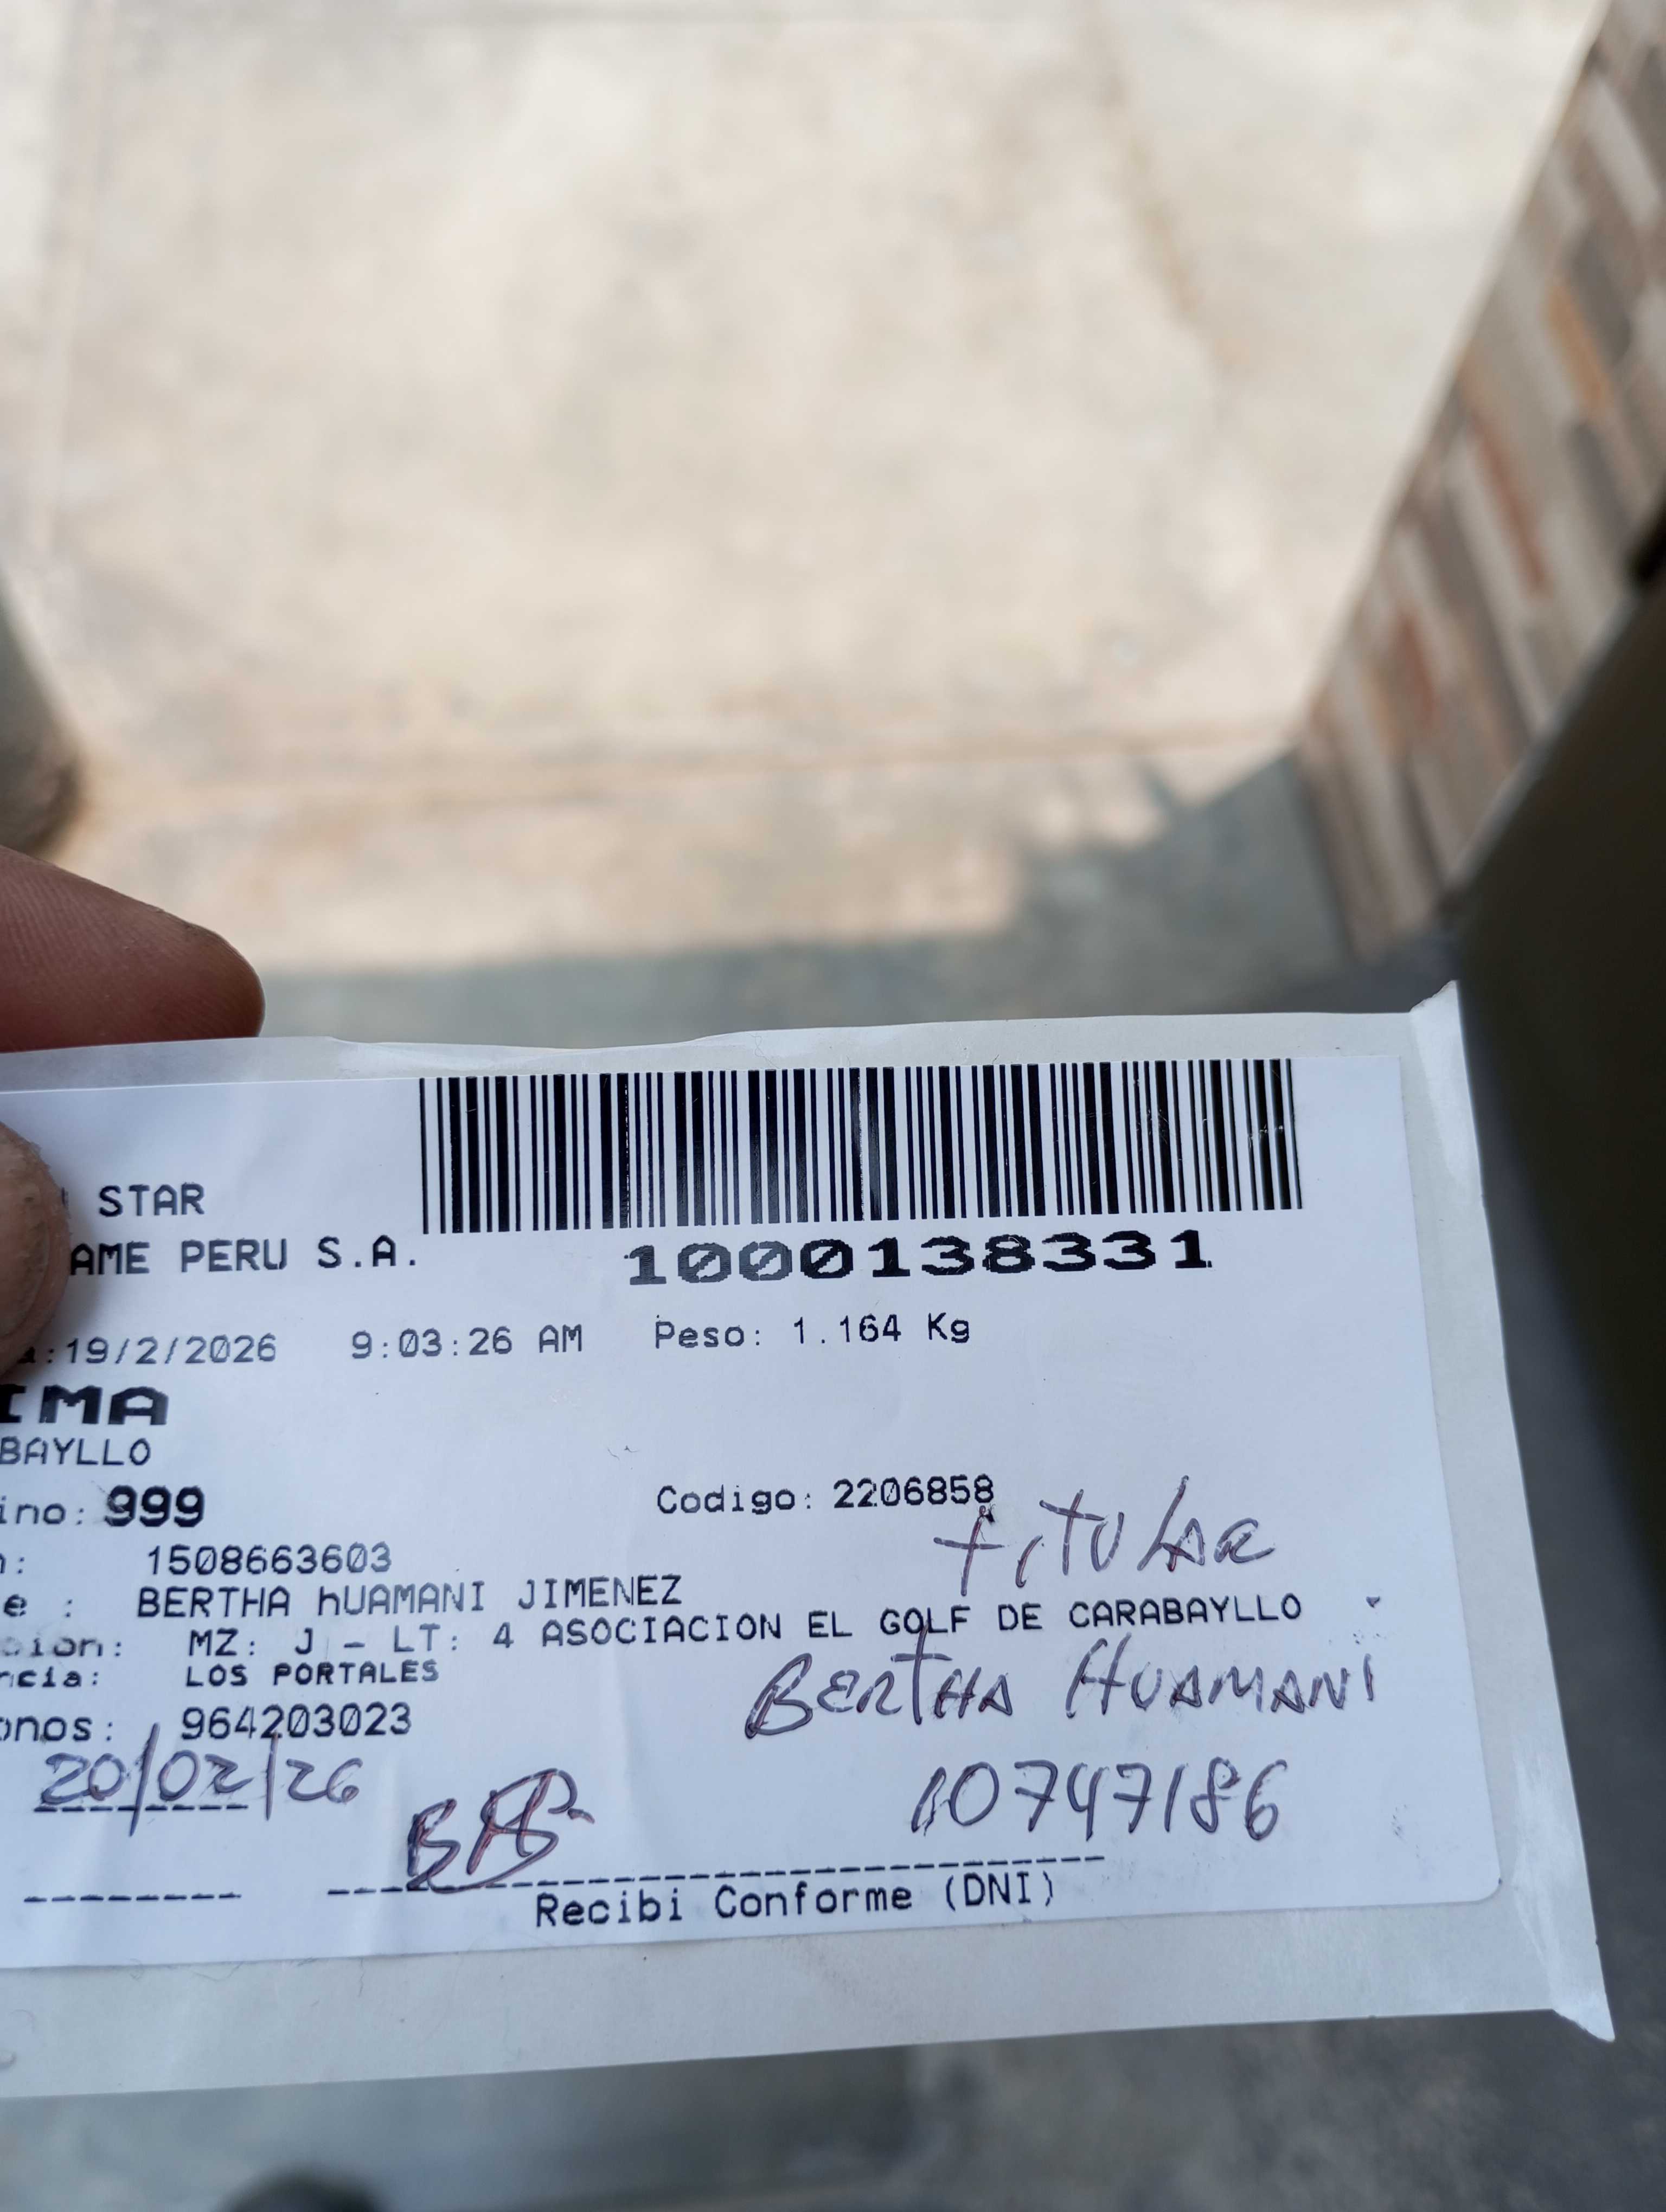 STAR
AME PERU S.A.
1000138331
a:19/2/2026 9:03:26 AM Peso: 1.164 Kg
IMA
BAYLLO
ino: 999 Codigo: 2206858
titular
n: 1508663603
e : BERTHA hUAMANI JIMENEZ
cion: MZ: J - LT: 4 ASOCIACION EL GOLF DE CARABAYLLO
ncia: LOS PORTALES
BERTHA HUAMANI
onos: 964203023
20/02/26
10747186
Recibi Conforme (DNI)